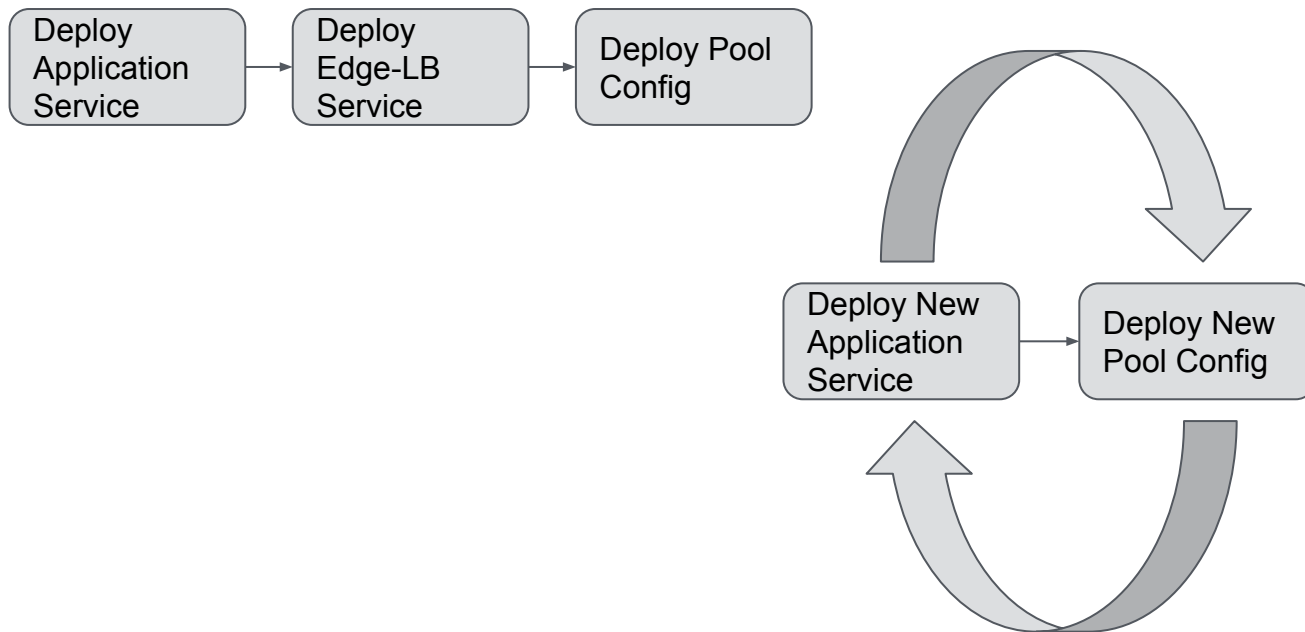 Deploy
Application
Service
Deploy
Edge-LB
Service
Deploy Pool
Config
Deploy New
Application
Service
Deploy New
Pool Config